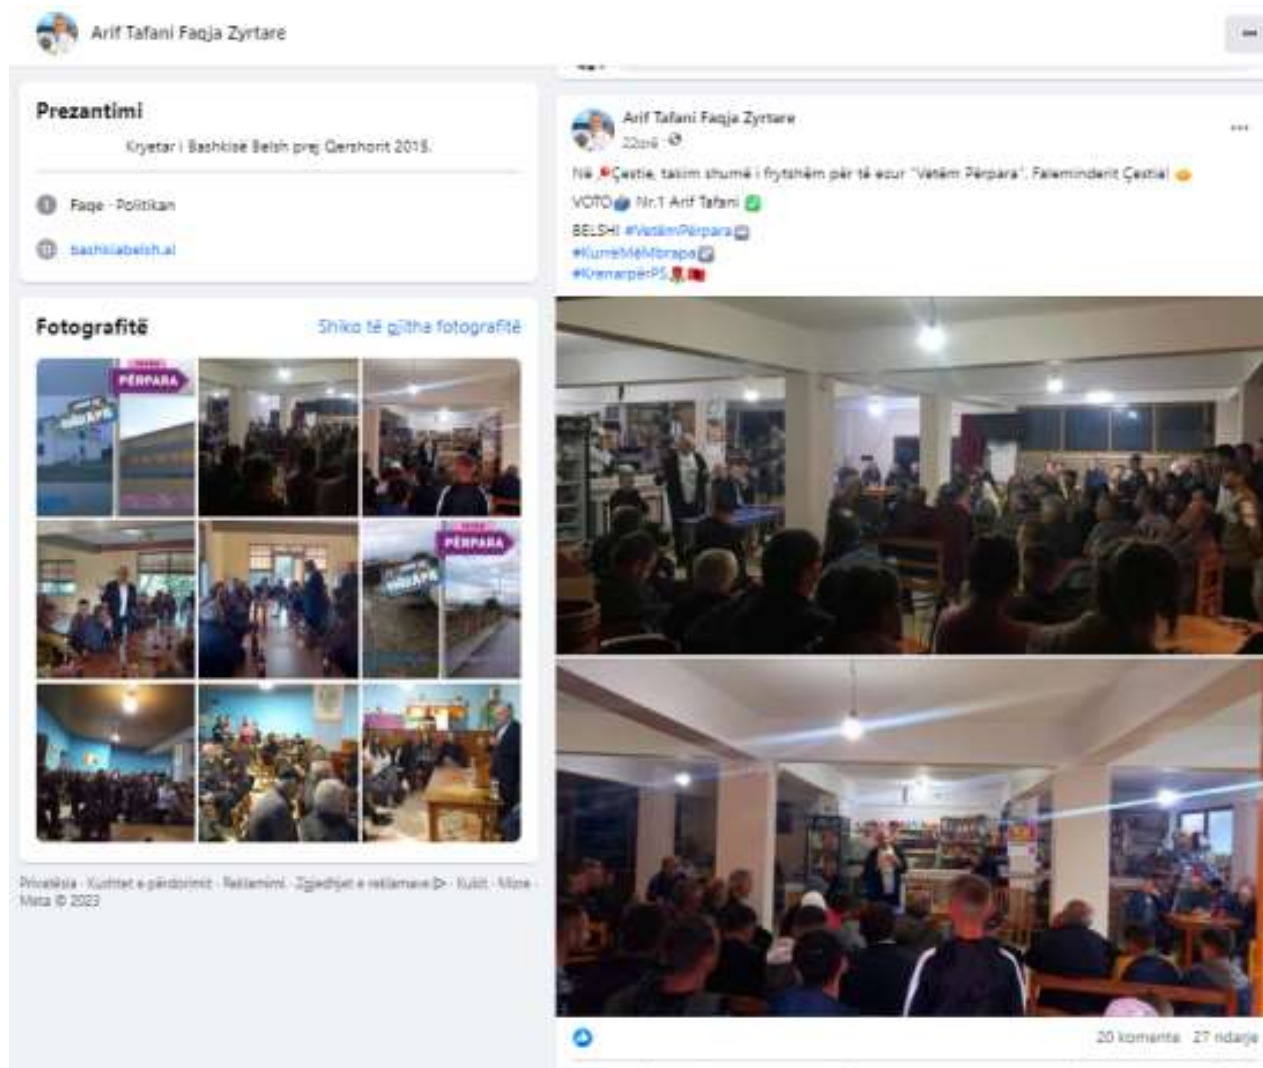 Arif Tafani Faqja Zyrtare
Prezantimi
Kryetar i Bashkisë Belsh prej Qershorit 2015.
Faqe · Politikan
bashkiabelsh.al
Fotografitë
Shiko të gjitha fotografitë
PËRPARA
PËRPARA
Privatësia · Kushtet e përdorimit · Reklamimi · Zgjedhjet e reklamave · Kukit · More ·
Meta © 2023
Arif Tafani Faqja Zyrtare
22orë
Në 📍Çestie, takim shumë i frytshëm për të ecur "Vetëm Përpara". Faleminderit Çestie!
VOTO🗳 Nr.1 Arif Tafani ✅
BELSHI #VetëmPërpara➡
#KurrëMëMbrapa↙
#KrenarpërPS🌹🇦🇱
20 komente 27 ndarje